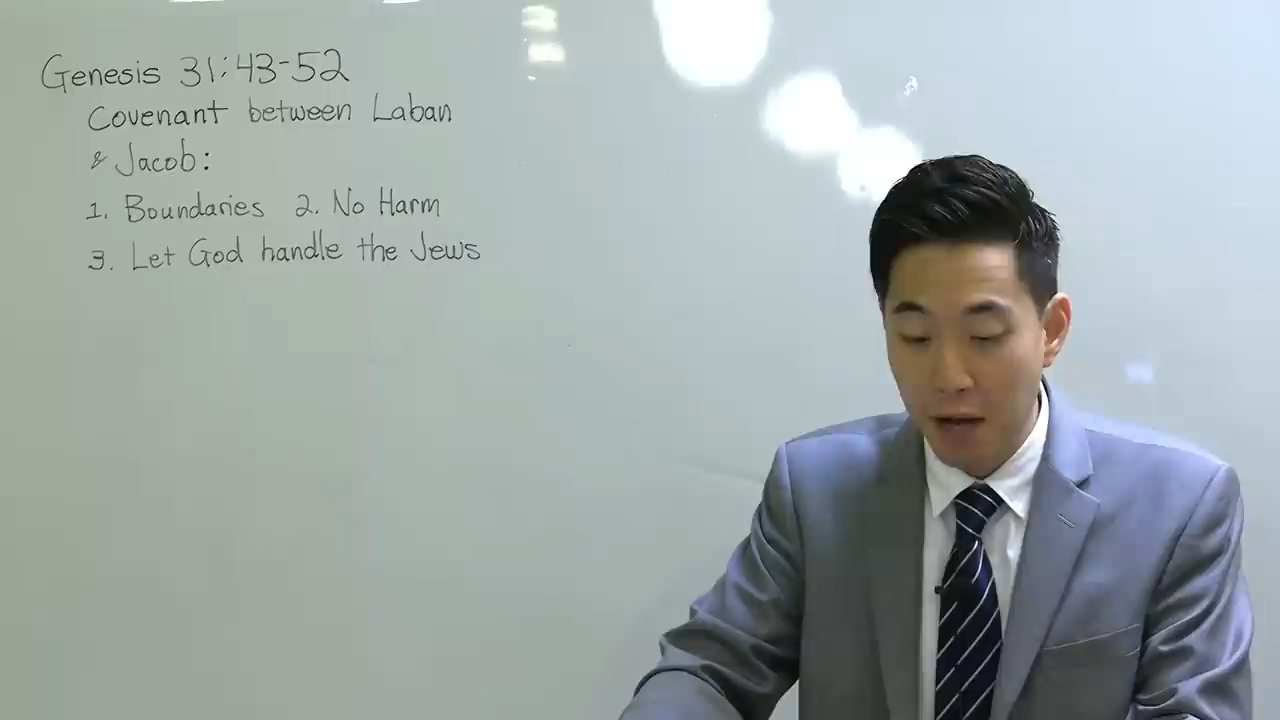 Genesis 31:43-52
Covenant between Laban
& Jacob:
1. Boundaries 2. No Harm
3. Let God handle the Jews